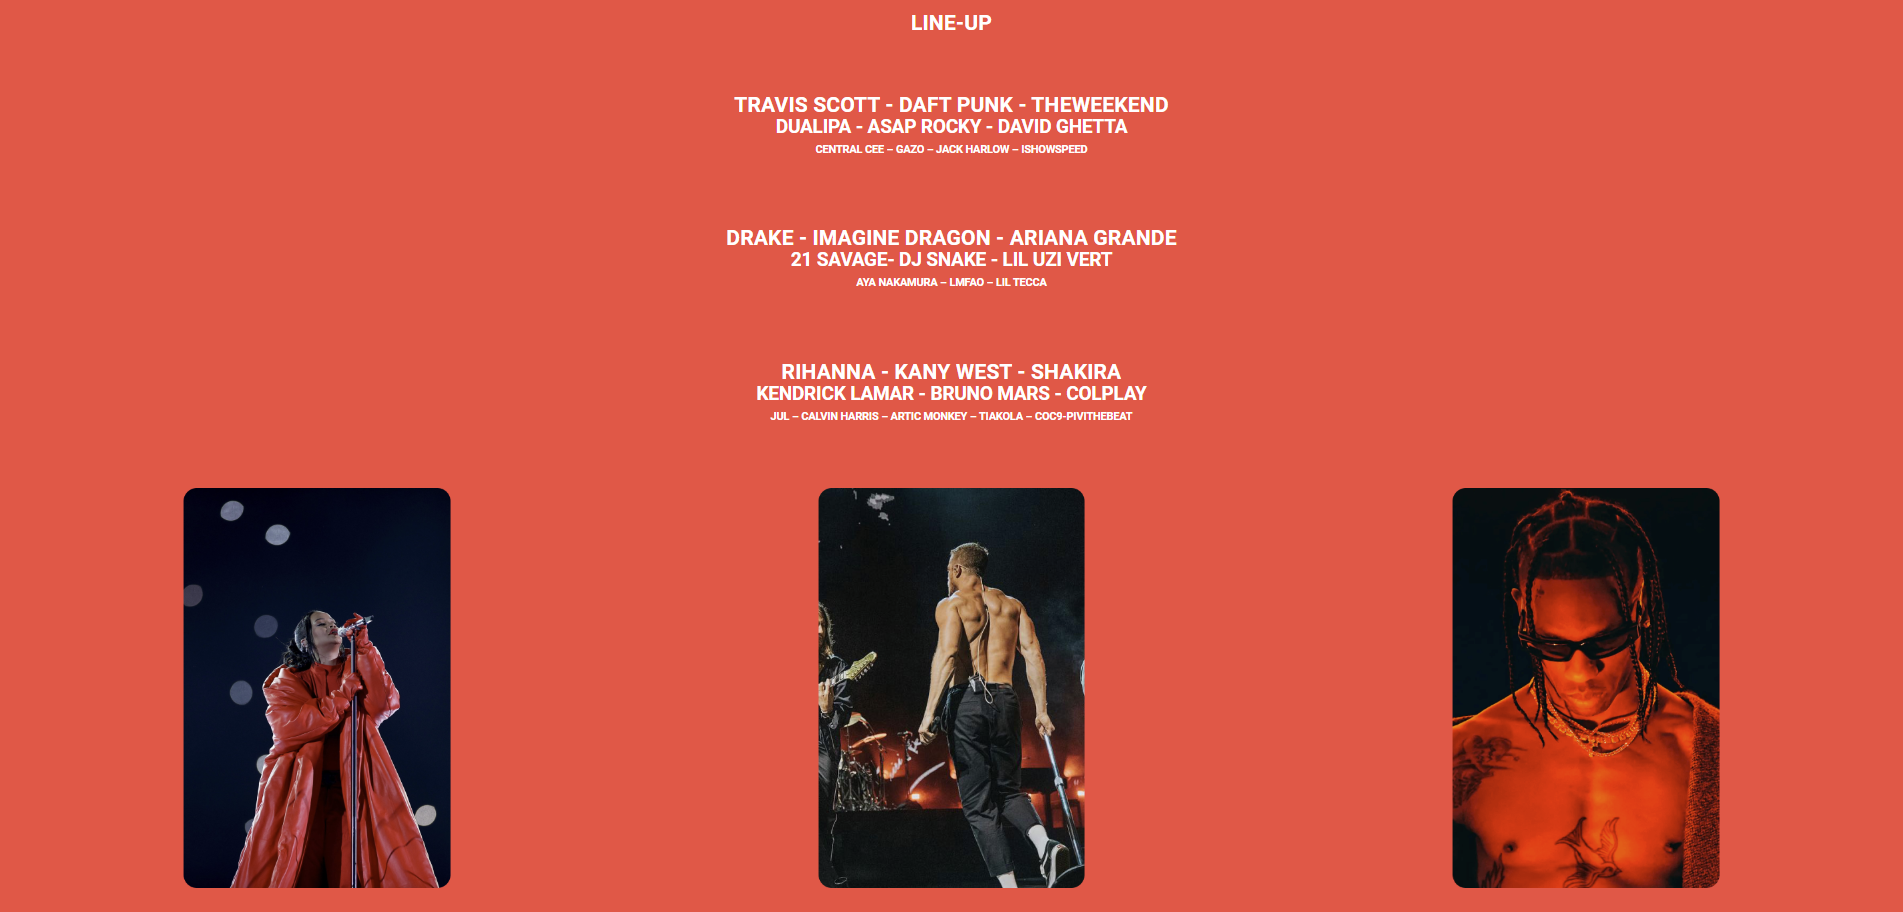 LINE-UP
TRAVIS SCOTT - DAFT PUNK - THEWEEKEND
DUALIPA - ASAP ROCKY - DAVID GHETTA
CENTRAL CEE – GAZO – JACK HARLOW – ISHOWSPEED
DRAKE - IMAGINE DRAGON - ARIANA GRANDE
21 SAVAGE- DJ SNAKE - LIL UZI VERT
AYA NAKAMURA – LMFAO – LIL TECCA
RIHANNA - KANY WEST - SHAKIRA
KENDRICK LAMAR - BRUNO MARS - COLPLAY
JUL – CALVIN HARRIS – ARTIC MONKEY – TIAKOLA – COC9-PIVITHEBEAT